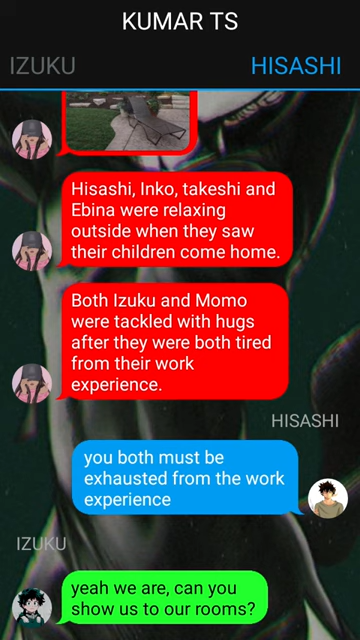 KUMAR TS
IZUKU
HISASHI
Hisashi, Inko, takeshi and
Ebina were relaxing
outside when they saw
their children come home.
Both Izuku and Momo
were tackled with hugs
after they were both tired
from their work
experience.
HISASHI
you both must be
exhausted from the work
experience
IZUKU
yeah we are, can you
show us to our rooms?